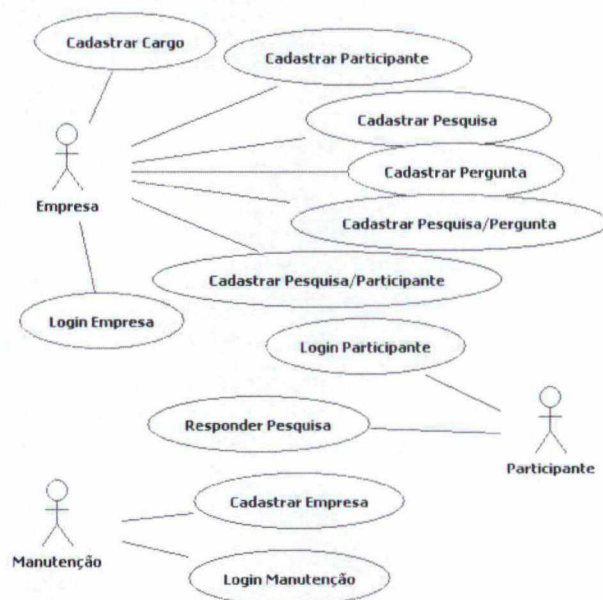 Cadastrar Cargo
Cadastrar Participante
Cadastrar Pesquisa
Cadastrar Pergunta
Empresa
Cadastrar Pesquisa/Pergunta
Cadastrar Pesquisa/Participante
Login Empresa
Login Participante
Responder Pesquisa
Participante
Cadastrar Empresa
Manutenção
Login Manutenção